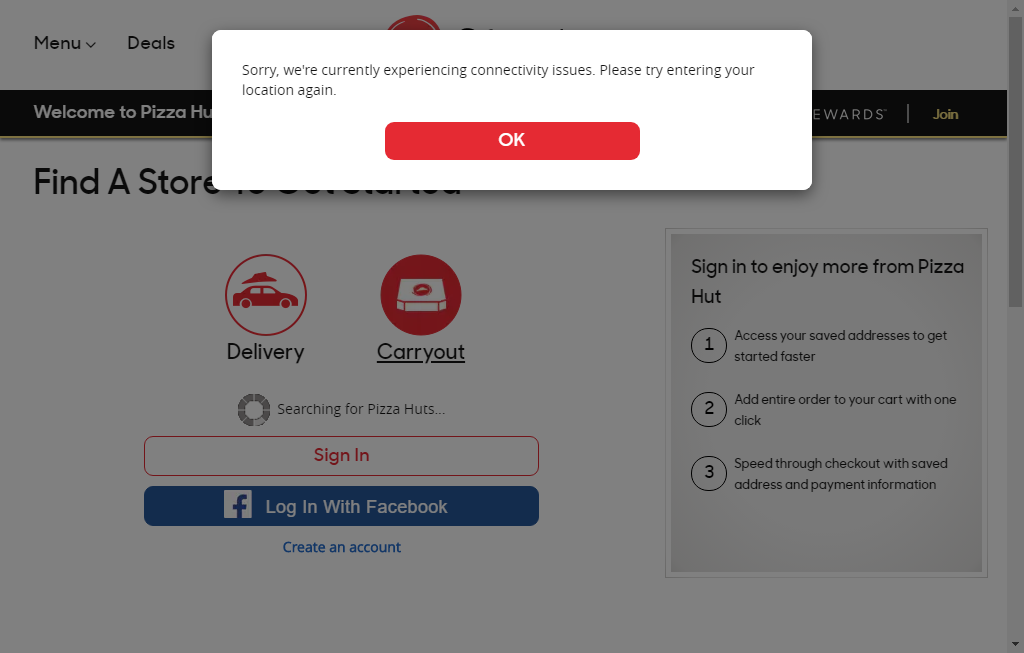 Menu
Deals
Sorry, we're currently experiencing connectivity issues. Please try entering your
location again.
OK
Welcome to Pizza Hu
EWARDS™
Join
Find A Store
Sign in to enjoy more from Pizza
Hut
1
Access your saved addresses to get
started faster
2
Add entire order to your cart with one
click
3
Speed through checkout with saved
address and payment information
Delivery
Carryout
Searching for Pizza Huts...
Sign In
Log In With Facebook
Create an account